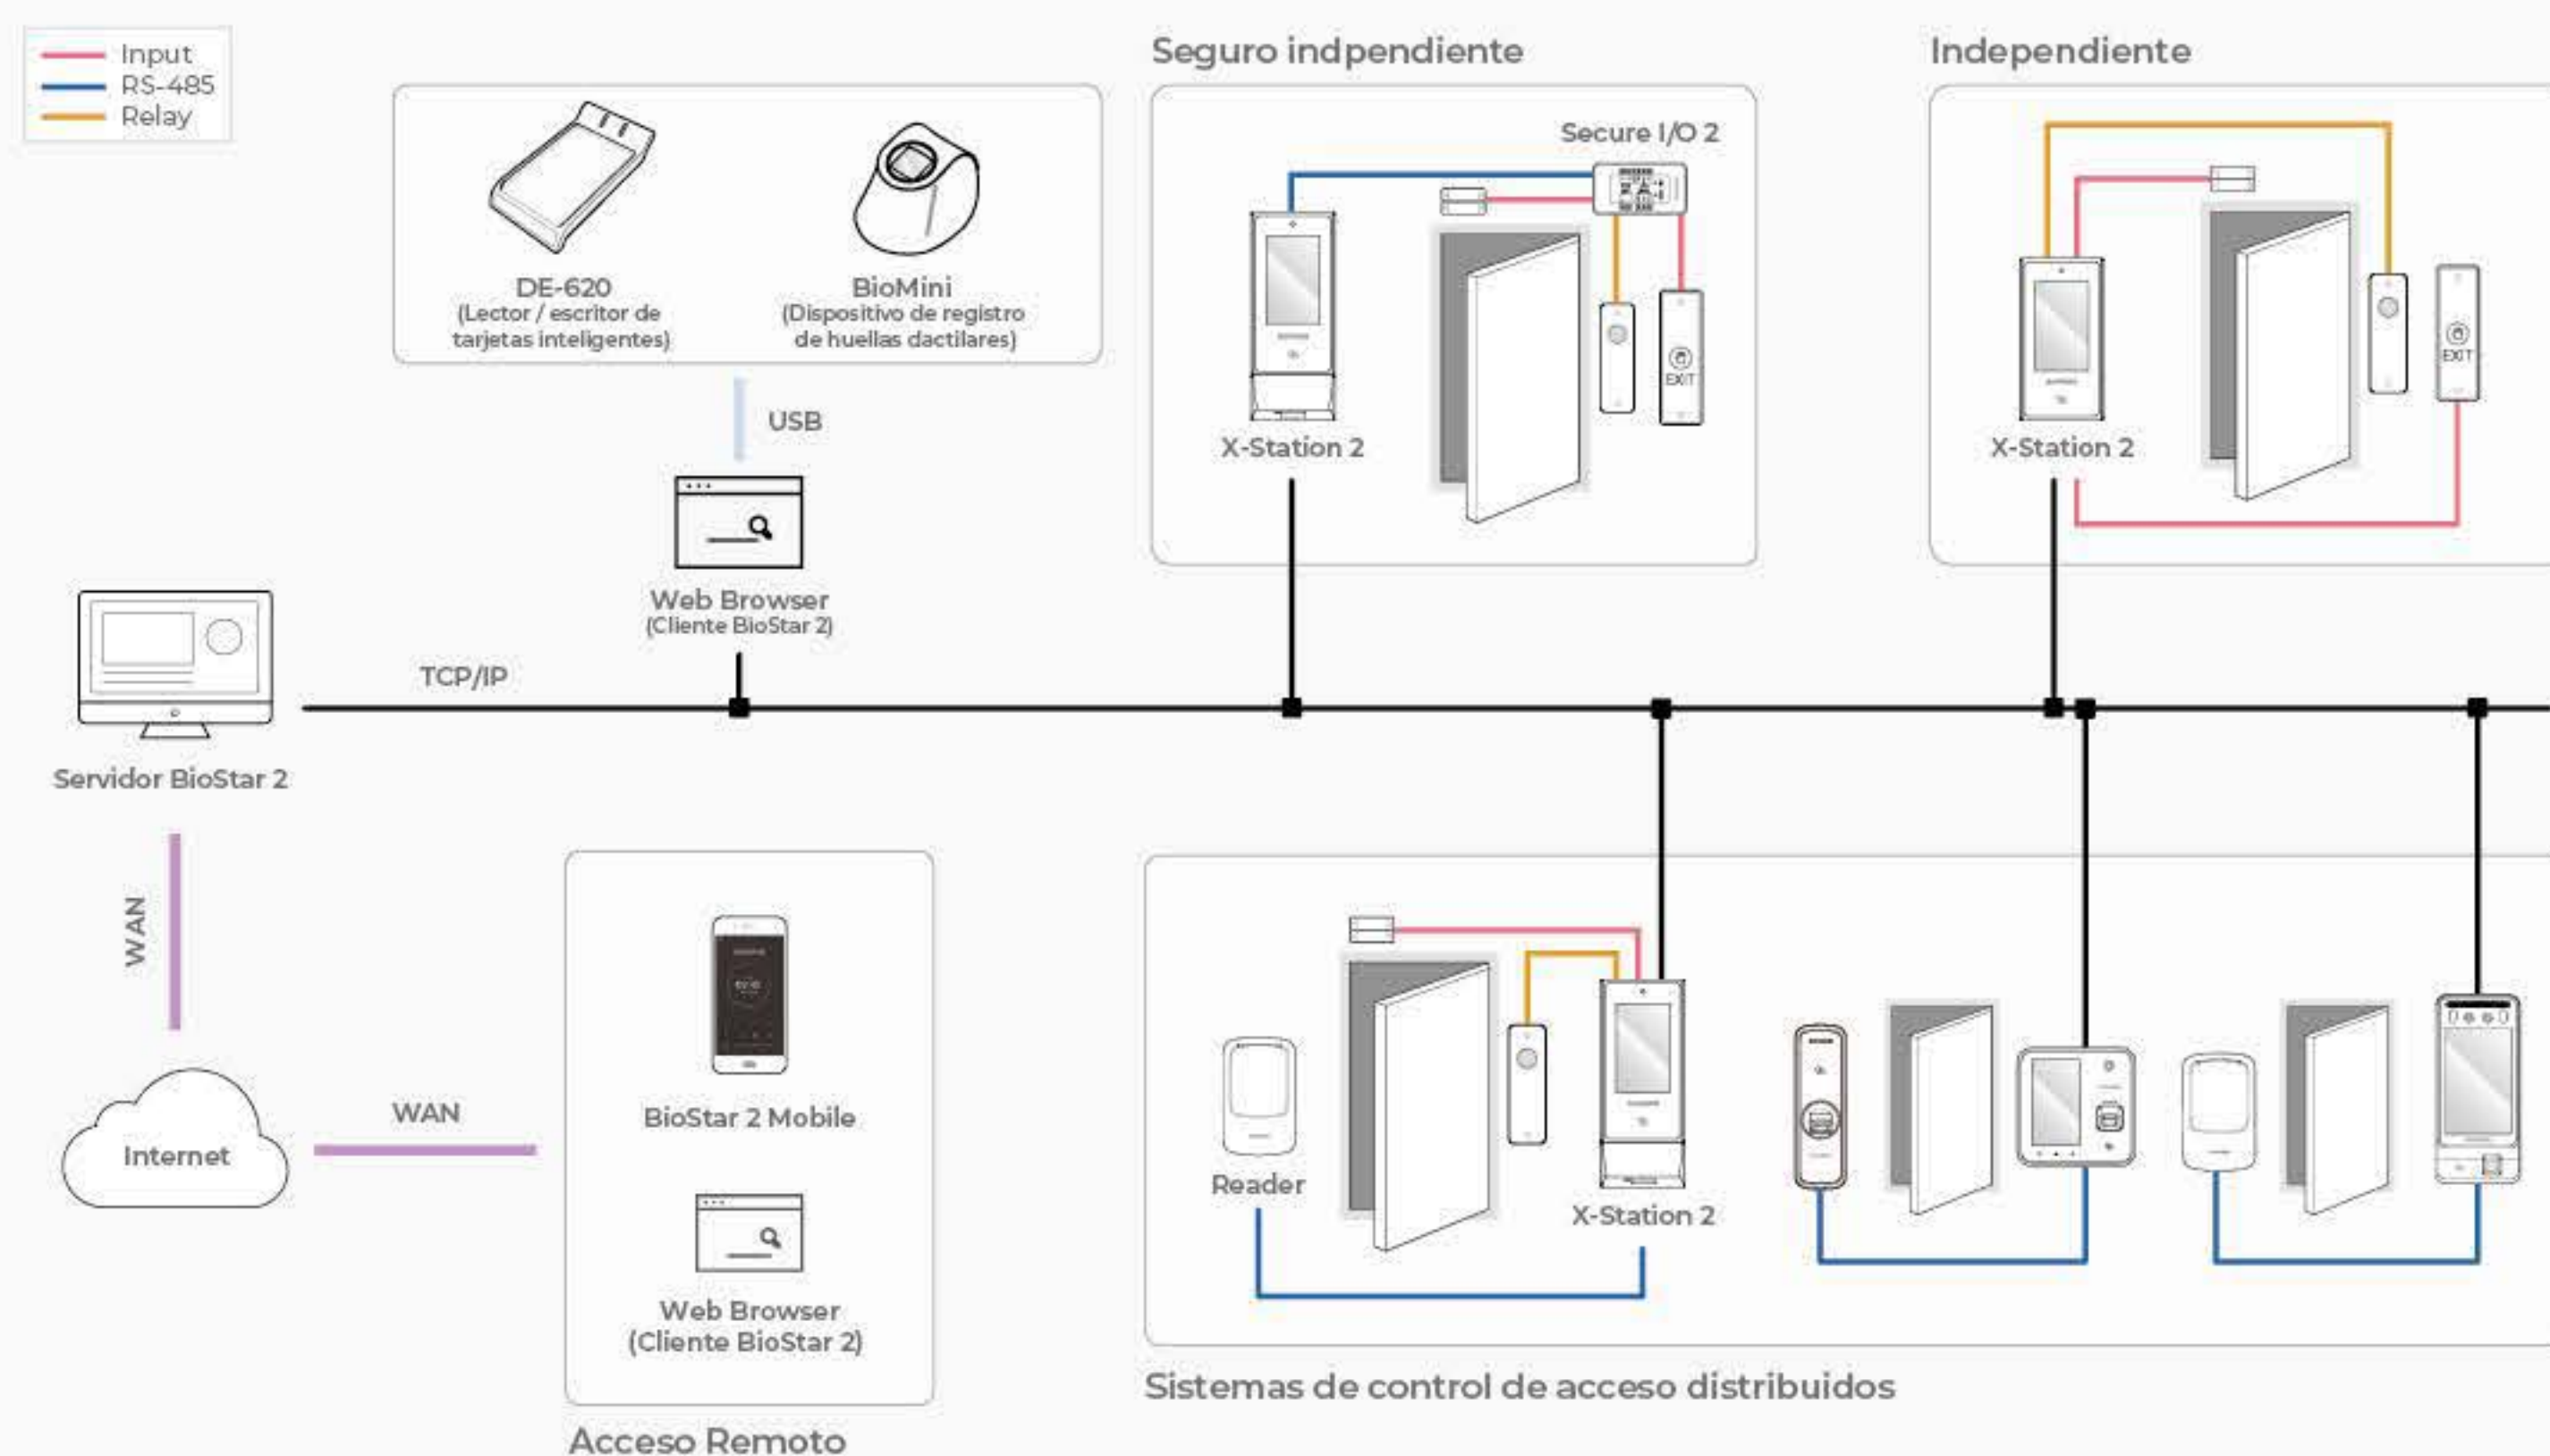 Input
RS-485
Relay
DE-620
(Lector / escritor de
tarjetas inteligentes)
BioMini
(Dispositivo de registro
de huellas dactilares)
USB
Web Browser
(Cliente BioStar 2)
Servidor BioStar 2
TCP/IP
Seguro indpendiente
Secure I/O 2
EXIT
X-Station 2
Independiente
EXIT
X-Station 2
WAN
Internet
WAN
BioStar 2 Mobile
Web Browser
(Cliente BioStar 2)
Acceso Remoto
Reader
X-Station 2
Sistemas de control de acceso distribuidos